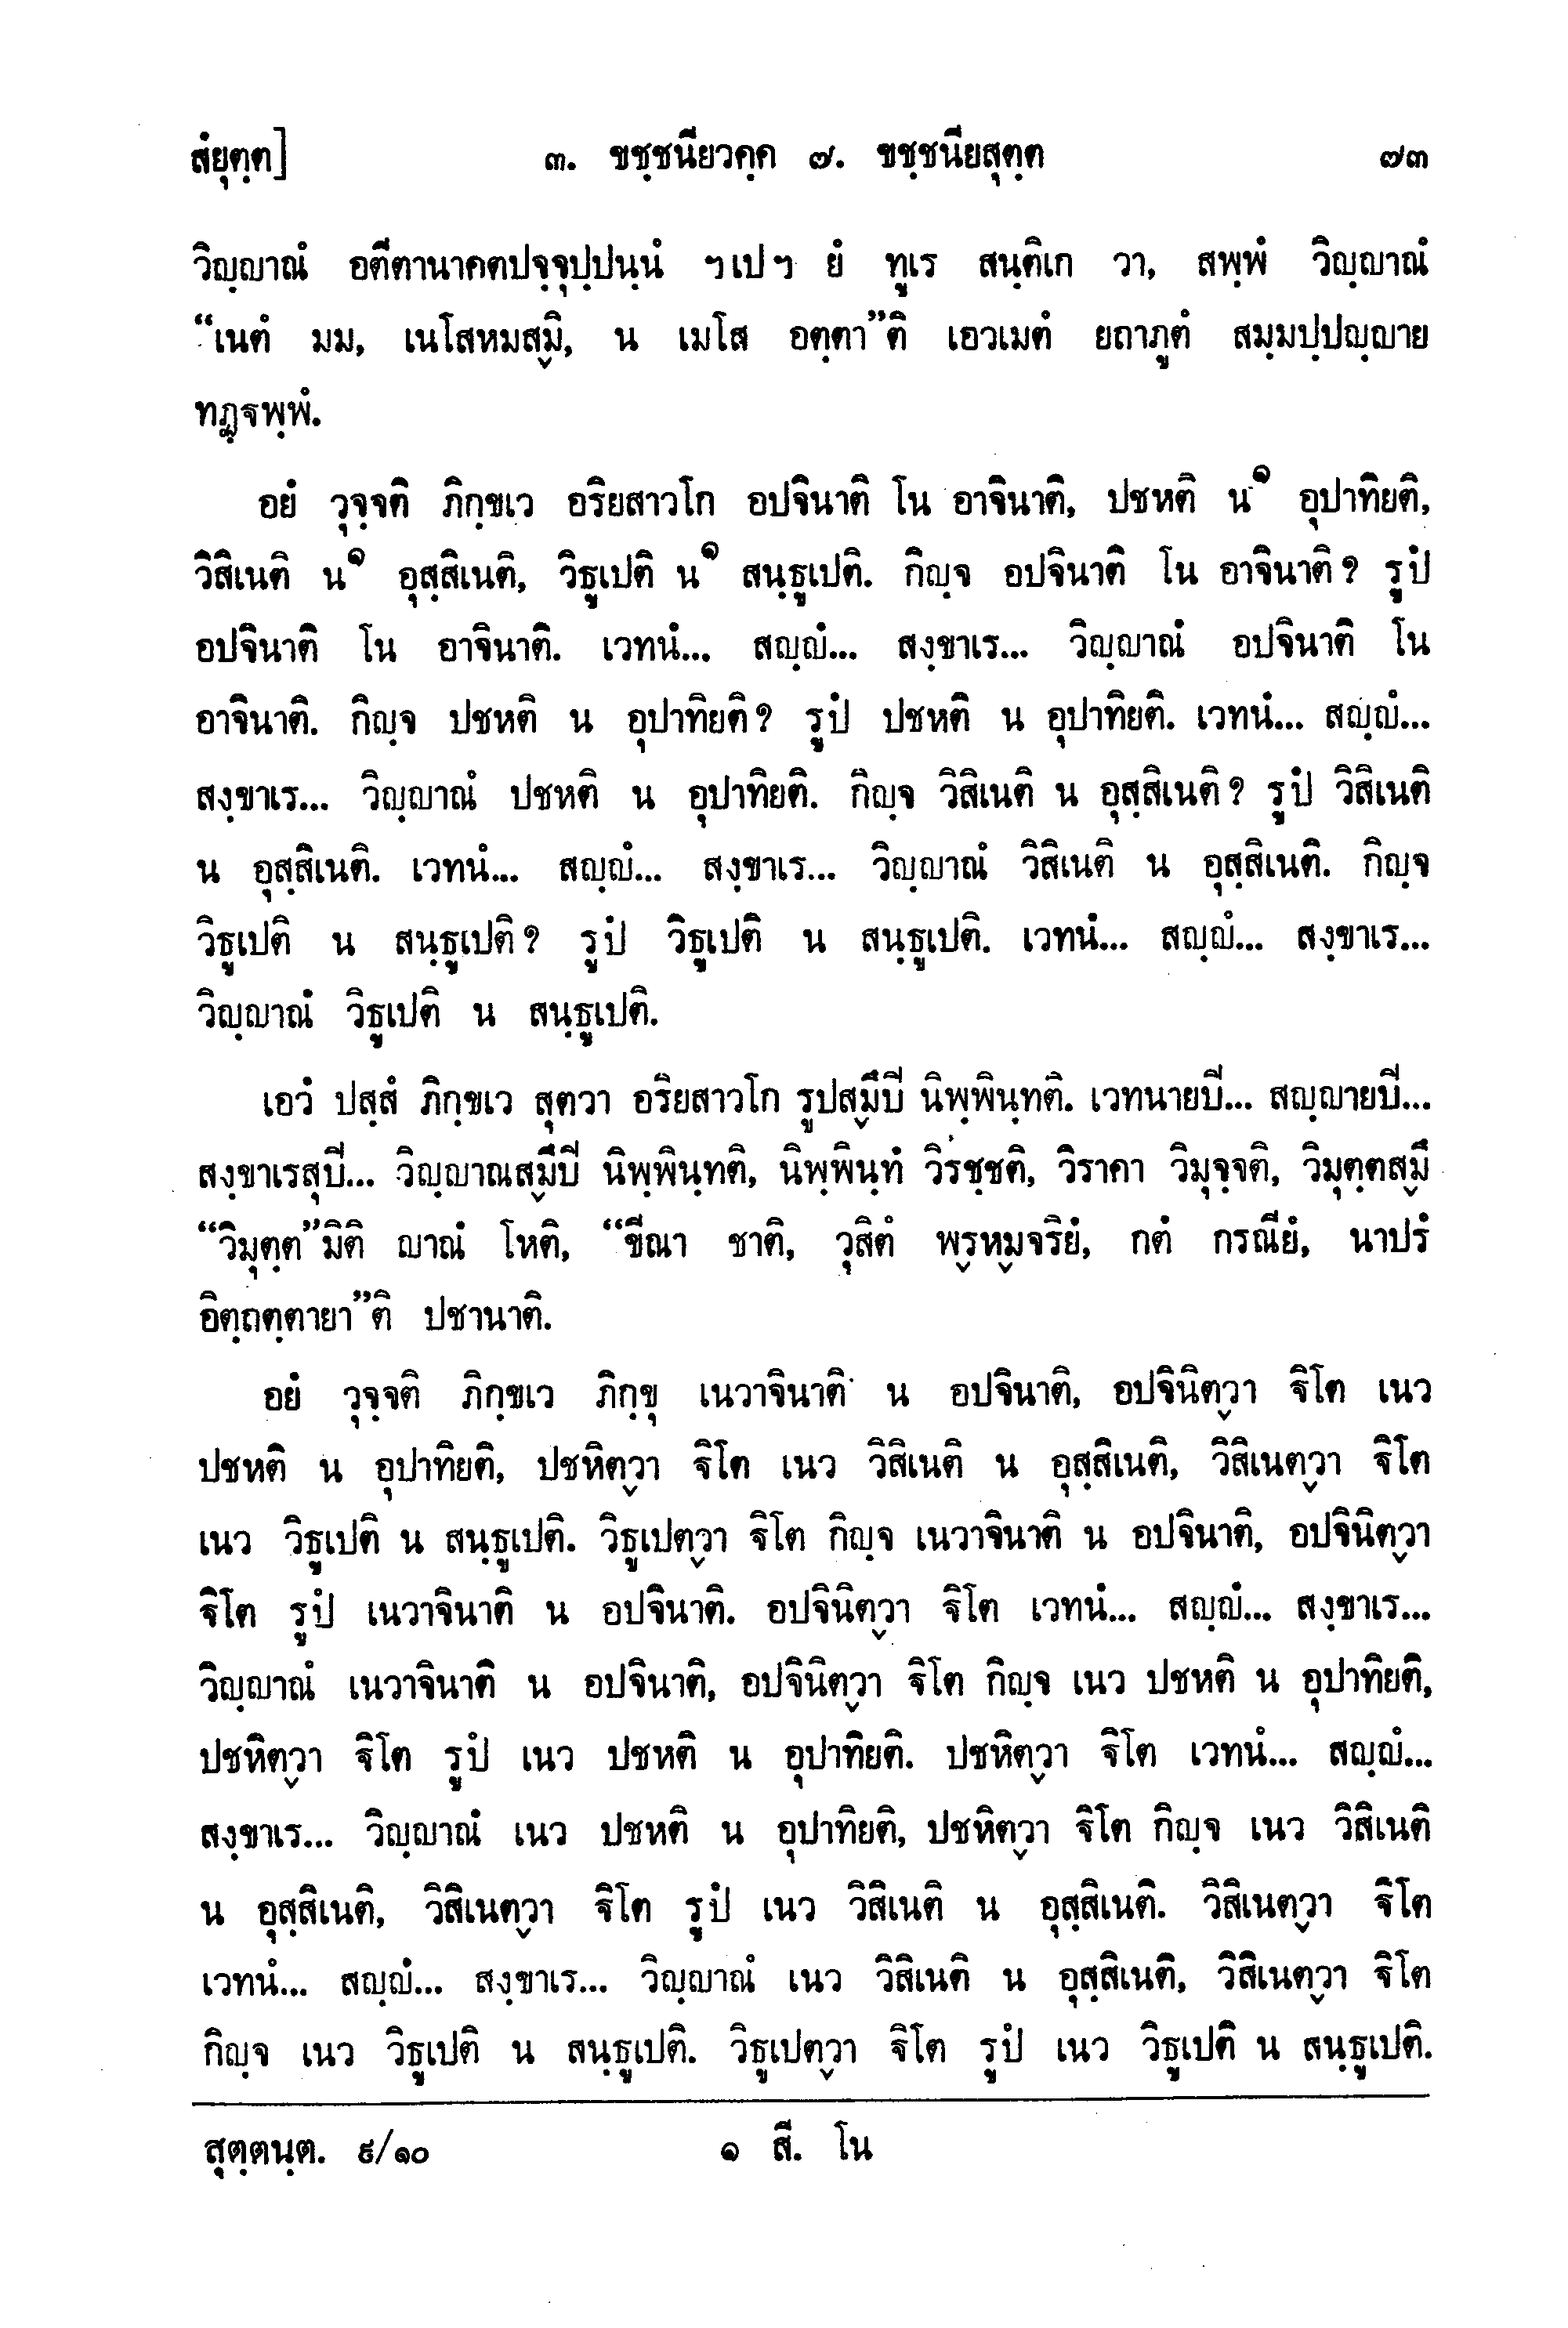 สํยุตฺต] ๓. ขชฺชนียวคฺค ๗. ขชฺชนียสุตฺต ๗๓
วิญฺญาณํ อตีตานาคตปจฺจุปฺปนฺนํ ฯเปฯ ยํ ทูเร สนฺติเก วา, สพฺพํ วิญฺญาณํ
“เนตํ มม, เนโสหมสฺมิ, น เมโส อตฺตา”ติ เอวเมตํ ยถาภูตํ สมฺมปฺปญฺญาย
ทฏฺฐพฺพํ.
อยํ วุจฺจติ ภิกฺขเว อริยสาวโก อปจินาติ โน อาจินาติ, ปชหติ น๑ อุปาทิยติ,
วิสิเนติ น๑ อุสฺสิเนติ, วิธูเปติ น๑ สนฺธูเปติ. กิญฺจ อปจินาติ โน อาจินาติ? รูปํ
อปจินาติ โน อาจินาติ. เวทนํ... สญฺญํ... สงฺขาเร... วิญฺญาณํ อปจินาติ โน
อาจินาติ. กิญฺจ ปชหติ น อุปาทิยติ? รูปํ ปชหติ น อุปาทิยติ. เวทนํ... สญฺญํ...
สงฺขาเร... วิญฺญาณํ ปชหติ น อุปาทิยติ. กิญฺจ วิสิเนติ น อุสฺสิเนติ? รูปํ วิสิเนติ
น อุสฺสิเนติ. เวทนํ... สญฺญํ... สงฺขาเร... วิญฺญาณํ วิสิเนติ น อุสฺสิเนติ. กิญฺจ
วิธูเปติ น สนฺธูเปติ? รูปํ วิธูเปติ น สนฺธูเปติ. เวทนํ... สญฺญํ... สงฺขาเร...
วิญฺญาณํ วิธูเปติ น สนฺธูเปติ.
เอวํ ปสฺสํ ภิกฺขเว สุตวา อริยสาวโก รูปสฺมึปี นิพฺพินฺทติ. เวทนายปี... สญฺญายปี...
สงฺขาเรสุปี... วิญฺญาณสฺมึปี นิพฺพินฺทติ, นิพฺพินฺทํ วิรชฺชติ, วิราคา วิมุจฺจติ, วิมุตฺตสฺมึ
“วิมุตฺต”มิติ ญาณํ โหติ, “ขีณา ชาติ, วุสิตํ พฺรหฺมจริยํ, กตํ กรณียํ, นาปรํ
อิตฺถตฺตายา”ติ ปชานาติ.
อยํ วุจฺจติ ภิกฺขเว ภิกฺขุ เนวาจินาติ น อปจินาติ, อปจินิตฺวา ฐิโต เนว
ปชหติ น อุปาทิยติ, ปชหิตฺวา ฐิโต เนว วิสิเนติ น อุสฺสิเนติ, วิสิเนตฺวา ฐิโต
เนว วิธูเปติ น สนฺธูเปติ. วิธูเปตฺวา ฐิโต กิญฺจ เนวาจินาติ น อปจินาติ, อปจินิตฺวา
ฐิโต รูปํ เนวาจินาติ น อปจินาติ. อปจินิตฺวา ฐิโต เวทนํ... สญฺญํ... สงฺขาเร...
วิญฺญาณํ เนวาจินาติ น อปจินาติ, อปจินิตฺวา ฐิโต กิญฺจ เนว ปชหติ น อุปาทิยติ,
ปชหิตฺวา ฐิโต รูปํ เนว ปชหติ น อุปาทิยติ. ปชหิตฺวา ฐิโต เวทนํ... สญฺญํ...
สงฺขาเร... วิญฺญาณํ เนว ปชหติ น อุปาทิยติ, ปชหิตฺวา ฐิโต กิญฺจ เนว วิสิเนติ
น อุสฺสิเนติ, วิสิเนตฺวา ฐิโต รูปํ เนว วิสิเนติ น อุสฺสิเนติ. วิสิเนตฺวา ฐิโต
เวทนํ... สญฺญํ... สงฺขาเร... วิญฺญาณํ เนว วิสิเนติ น อุสฺสิเนติ, วิสิเนตฺวา ฐิโต
กิญฺจ เนว วิธูเปติ น สนฺธูเปติ. วิธูเปตฺวา ฐิโต รูปํ เนว วิธูเปติ น สนฺธูเปติ.
สุตฺตนฺต. ๙/๑๐ ๑ สี. โน